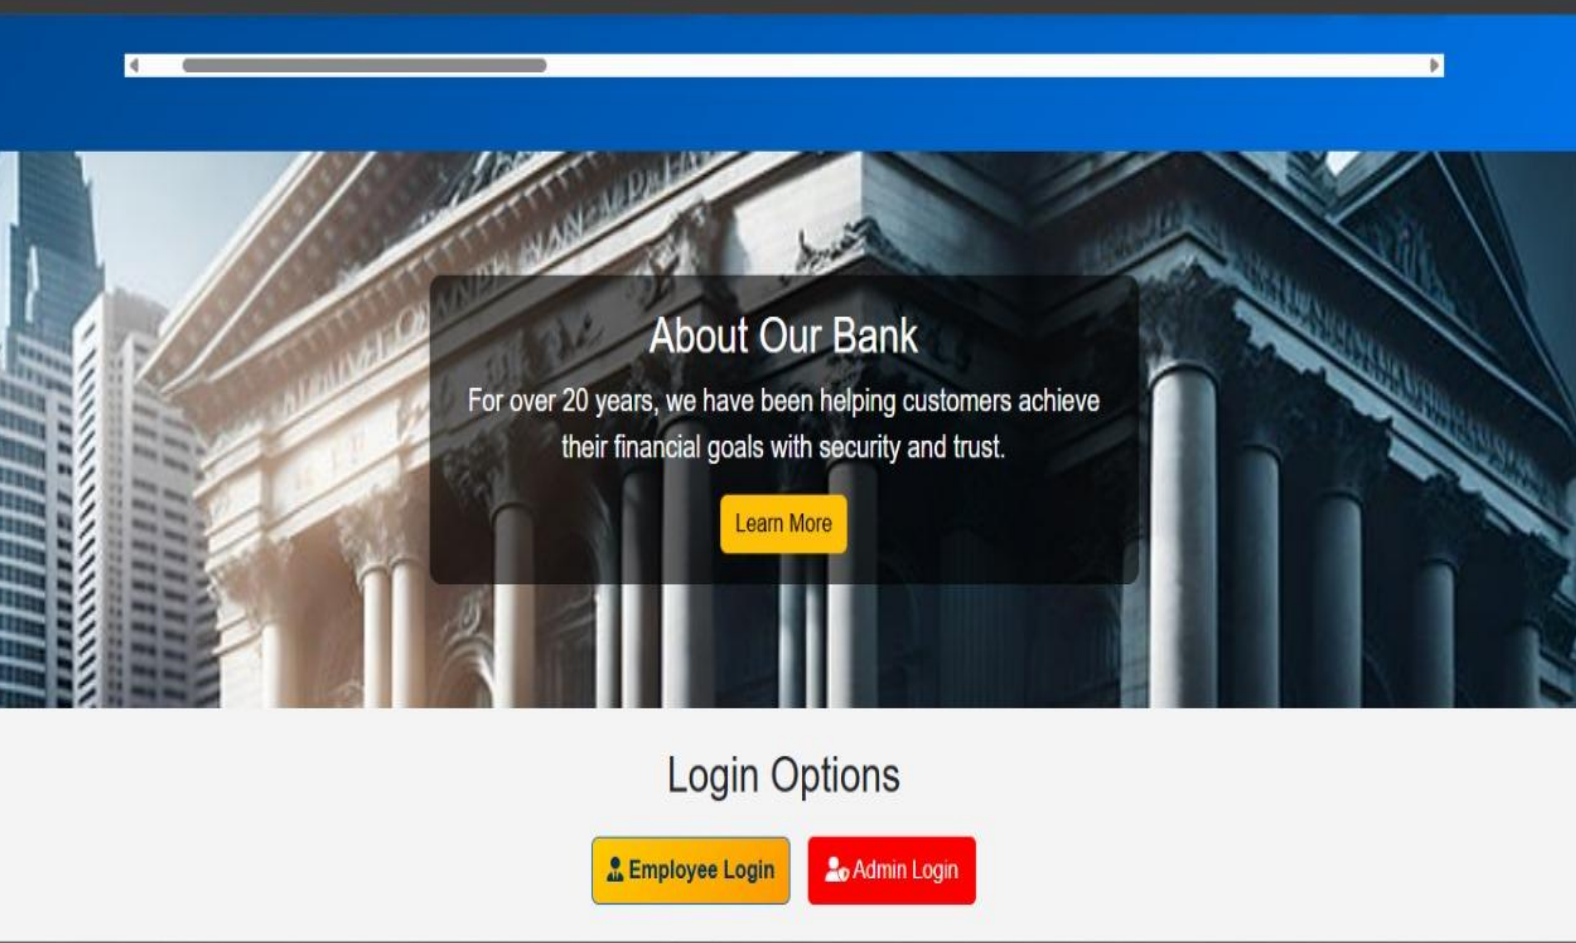 About Our Bank
For over 20 years, we have been helping customers achieve
their financial goals with security and trust.
Learn More
Login Options
Employee Login
Admin Login